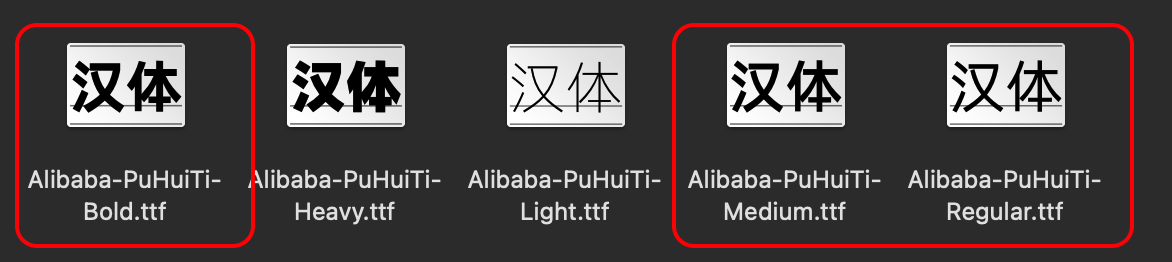 汉体
Alibaba-PuHuiTi-
Bold.ttf
汉体
Alibaba-PuHuiTi-
Heavy.ttf
汉体
Alibaba-PuHuiTi-
Light.ttf
汉体
Alibaba-PuHuiTi-
Medium.ttf
汉体
Alibaba-PuHuiTi-
Regular.ttf